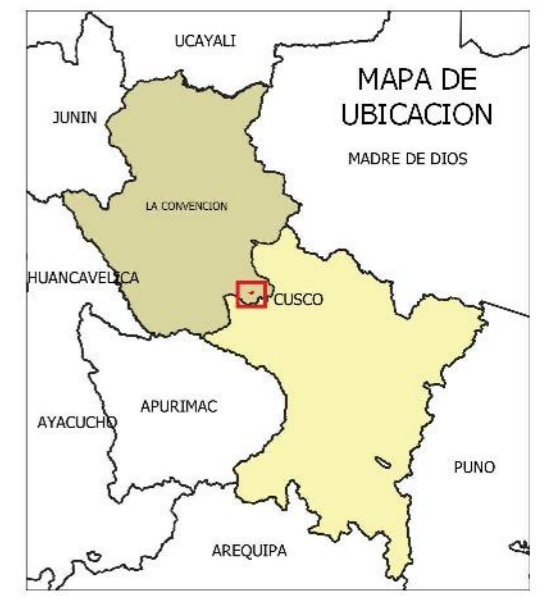 UCAYALI
MAPA DE
UBICACION
JUNIN
MADRE DE DIOS
LA CONVENCION
HUANCAVELICA
CUSCO
APURIMAC
AYACUCHO
PUNO
AREQUIPA